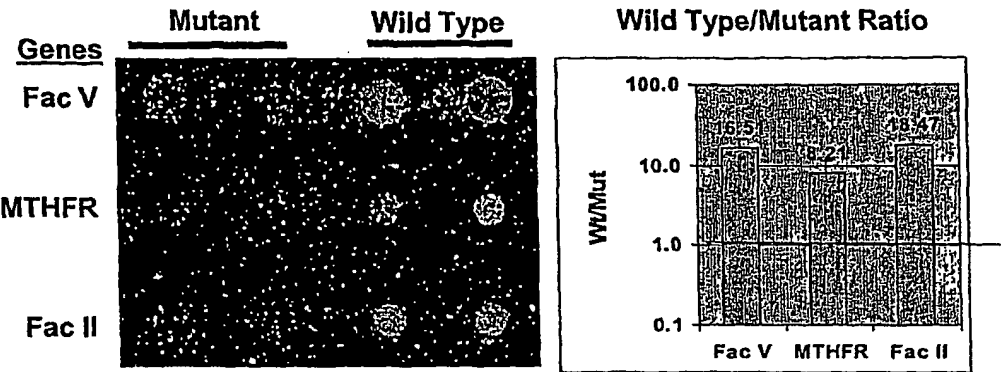 Mutant
Wild Type
Genes
Fac V
MTHFR
Fac II
Wild Type/Mutant Ratio
100.0
10.0
1.0
0.1
Wt/Mut
16.5
18.47
Fac V MTHFR Fac II